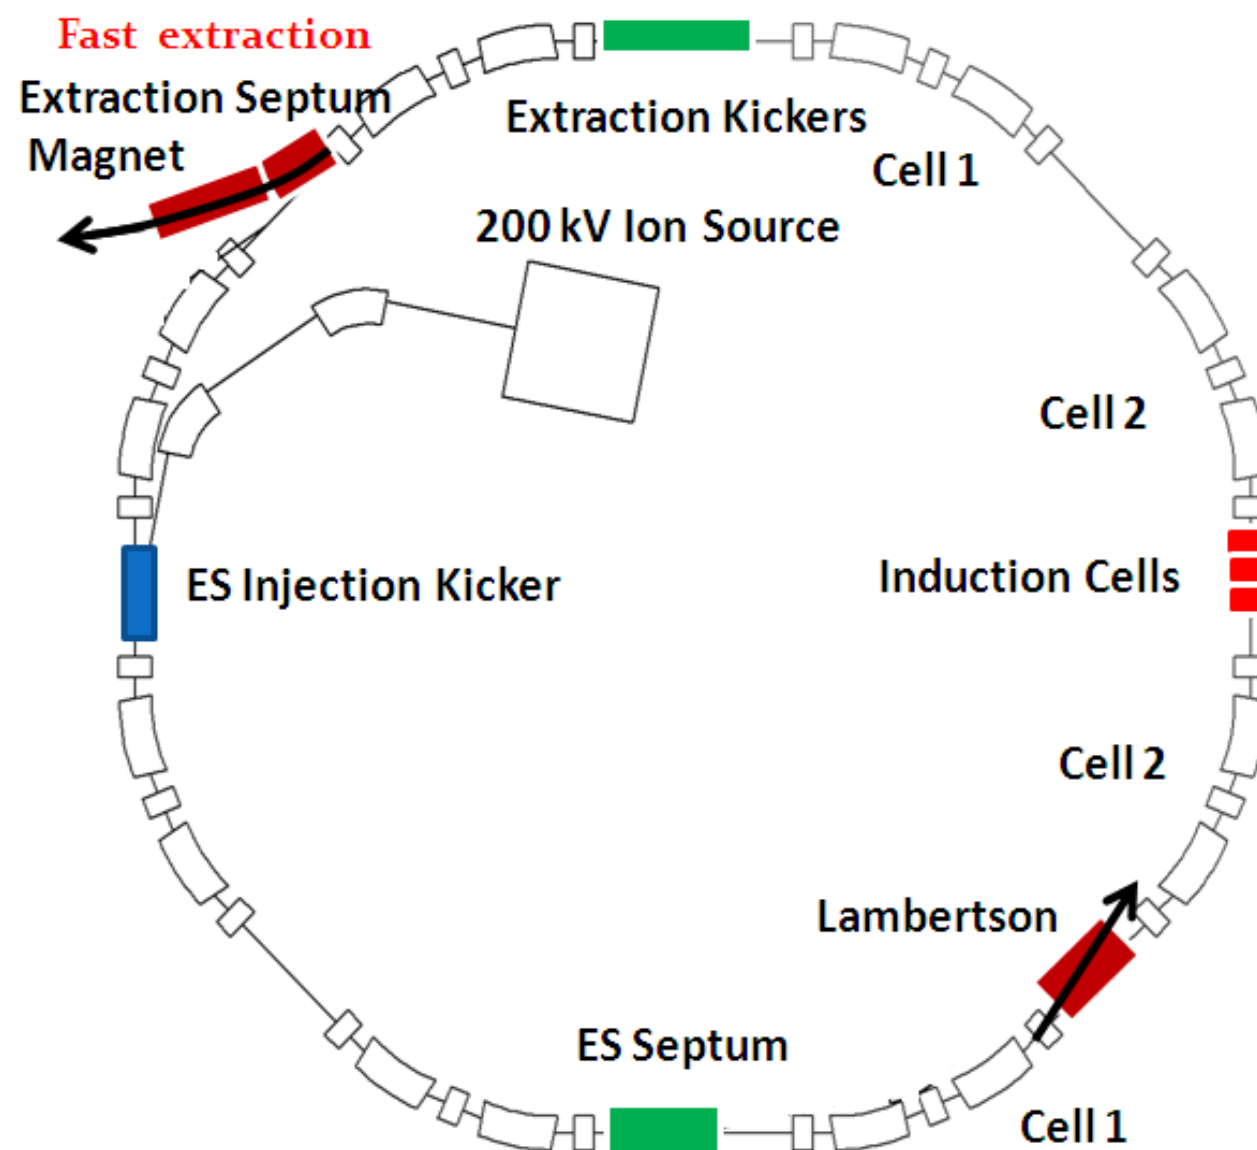 Fast extraction
Extraction Septum
Magnet
Extraction Kickers
Cell 1
200 kV Ion Source
Cell 2
ES Injection Kicker
Induction Cells
Cell 2
Lambertson
ES Septum
Cell 1